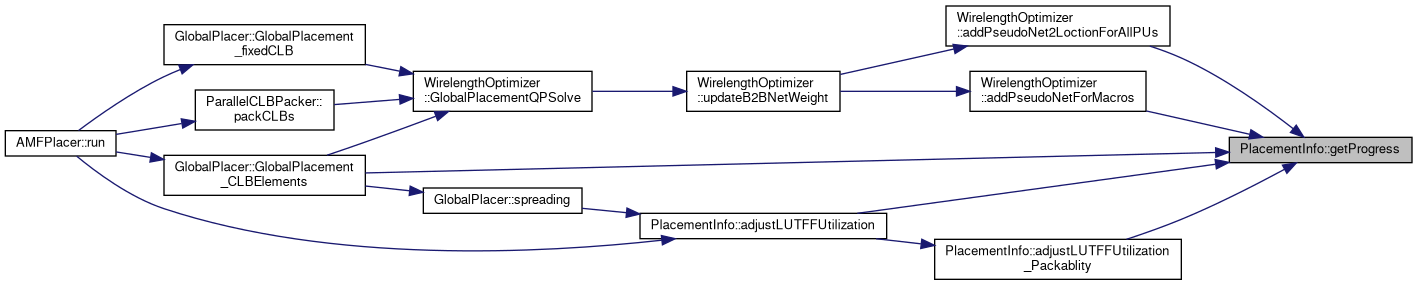 WirelengthOptimizer
::addPseudoNet2LoctionForAllPUs
GlobalPlacer::GlobalPlacement
_fixedCLB
WirelengthOptimizer
::GlobalPlacementQPSolve
WirelengthOptimizer
::updateB2BNetWeight
WirelengthOptimizer
::addPseudoNetForMacros
ParallelCLBPacker::
packCLBs
AMFPlacer::run
PlacementInfo::getProgress
GlobalPlacer::GlobalPlacement
_CLBElements
GlobalPlacer::spreading
PlacementInfo::adjustLUTFFUtilization
PlacementInfo::adjustLUTFFUtilization
_Packablity